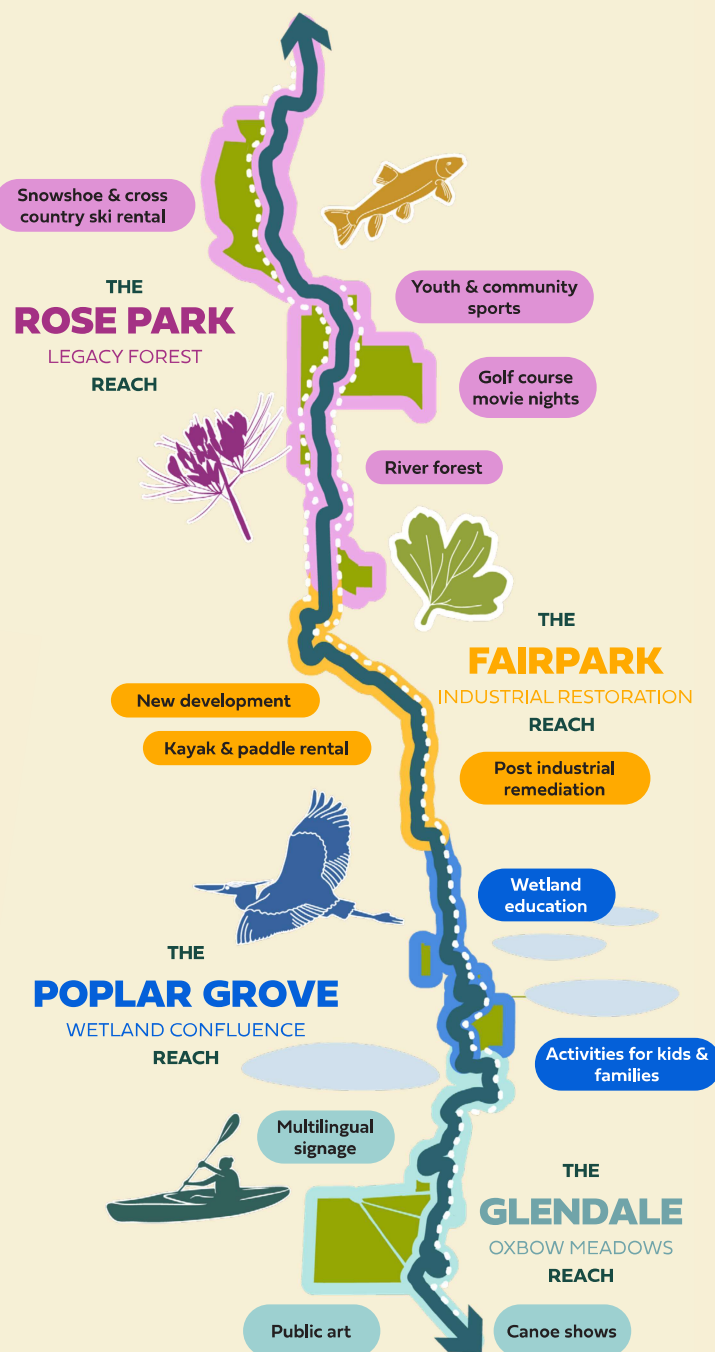 Snowshoe & cross
country ski rental
THE
ROSE PARK
LEGACY FOREST
REACH
Youth & community
sports
Golf course
movie nights
River forest
THE
FAIRPARK
INDUSTRIAL RESTORATION
REACH
New development
Kayak & paddle rental
Post industrial
remediation
Wetland
education
THE
POPLAR GROVE
WETLAND CONFLUENCE
REACH
Activities for kids &
families
Multilingual
signage
THE
GLENDALE
OXBOW MEADOWS
REACH
Public art
Canoe shows